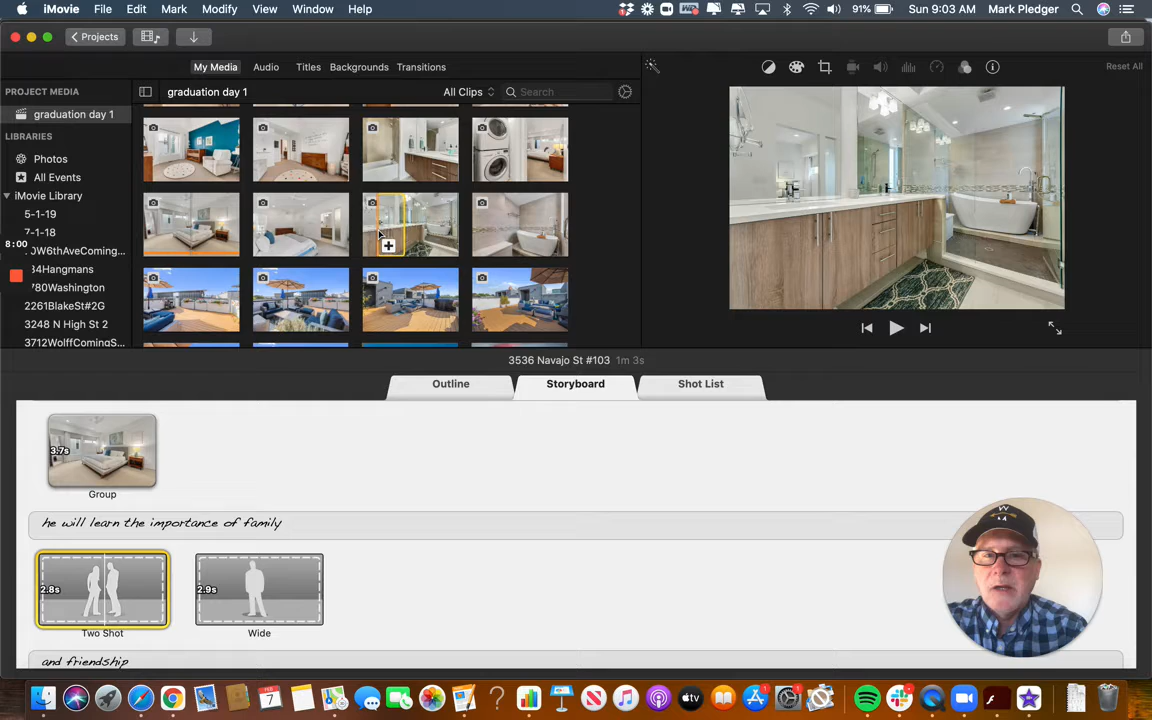 iMovie File Edit Mark Modify View Window Help 91% Sun 9:03 AM Mark Pledger
Projects
My Media Audio Titles Backgrounds Transitions Reset All
PROJECT MEDIA graduation day 1 All Clips Search
graduation day 1
LIBRARIES
Photos
All Events
iMovie Library
5-1-19
7-1-18
8:00
0W6thAveComing...
34Hangmans
780Washington
2261BlakeSt#2G
3248 N High St 2
3712WolffComingS...
3536 Navajo St #103 1m 3s
Outline Storyboard Shot List
3.7s
Group
he will learn the importance of family
2.8s 2.9s
Two Shot Wide
and friendship